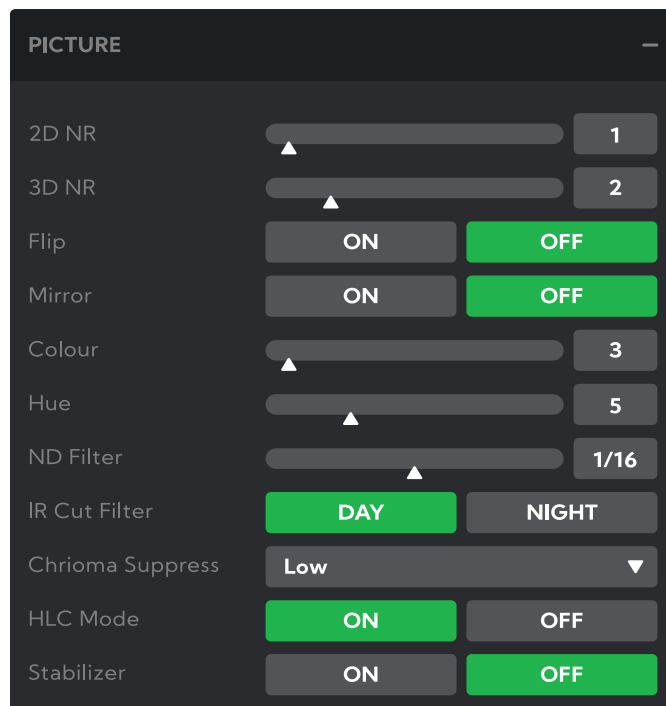 PICTURE
2D NR 1
3D NR 2
Flip ON OFF
Mirror ON OFF
Colour 3
Hue 5
ND Filter 1/16
IR Cut Filter DAY NIGHT
Chrioma Suppress Low
HLC Mode ON OFF
Stabilizer ON OFF